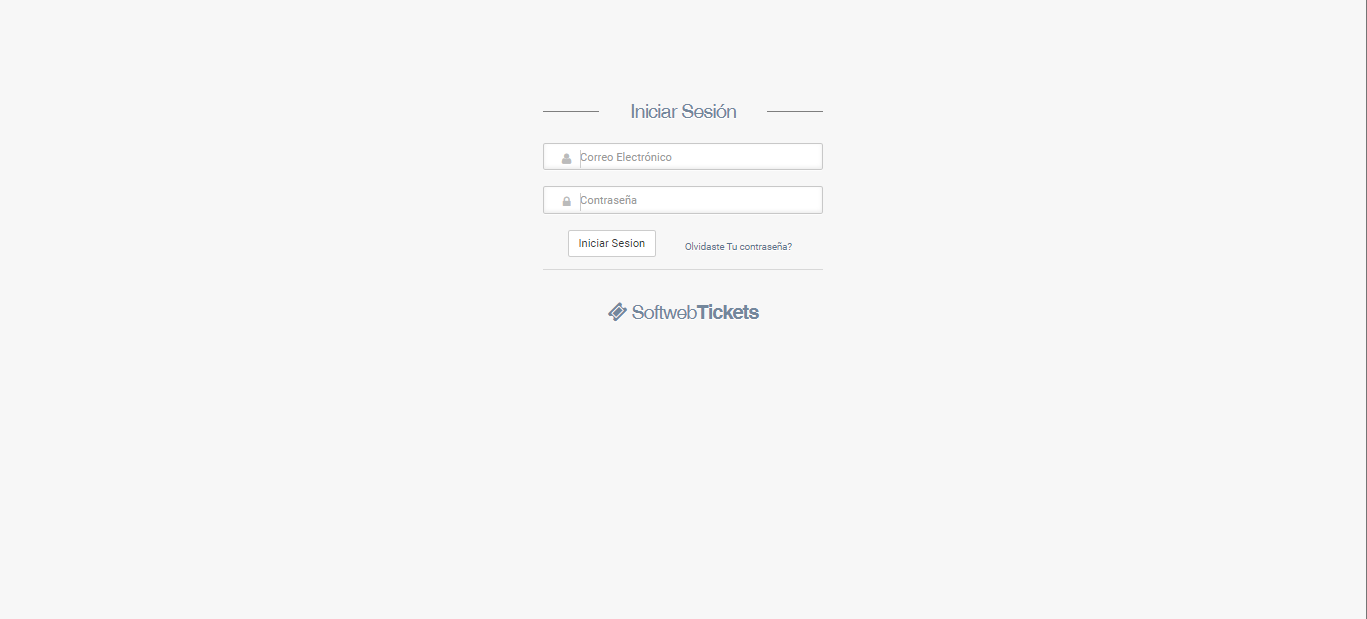 Iniciar Sesión
Correo Electrónico
Contraseña
Iniciar Sesion Olvidaste Tu contraseña?
SoftwebTickets